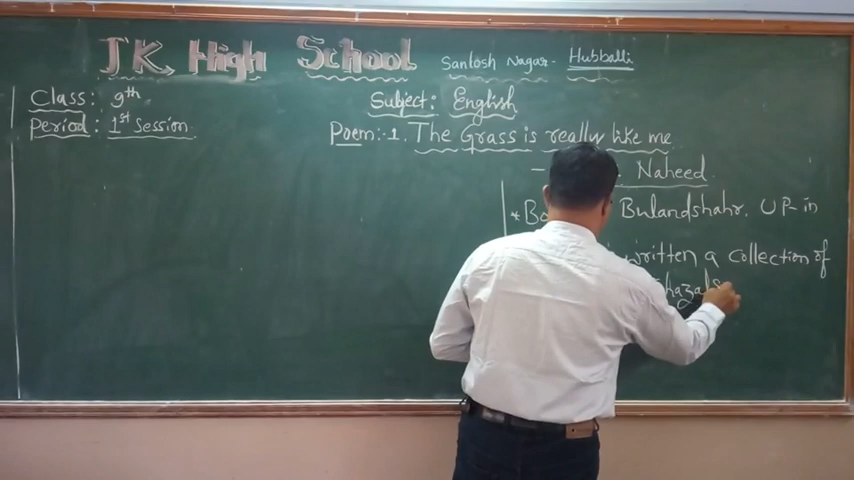 JK High School Santosh Nagar- Hubballi
Class: 9th
Subject: English
Period: 1st Session
Poem:-1. The Grass is really like me
- Naheed
* Bulandshahr. UP- in
written a collection of